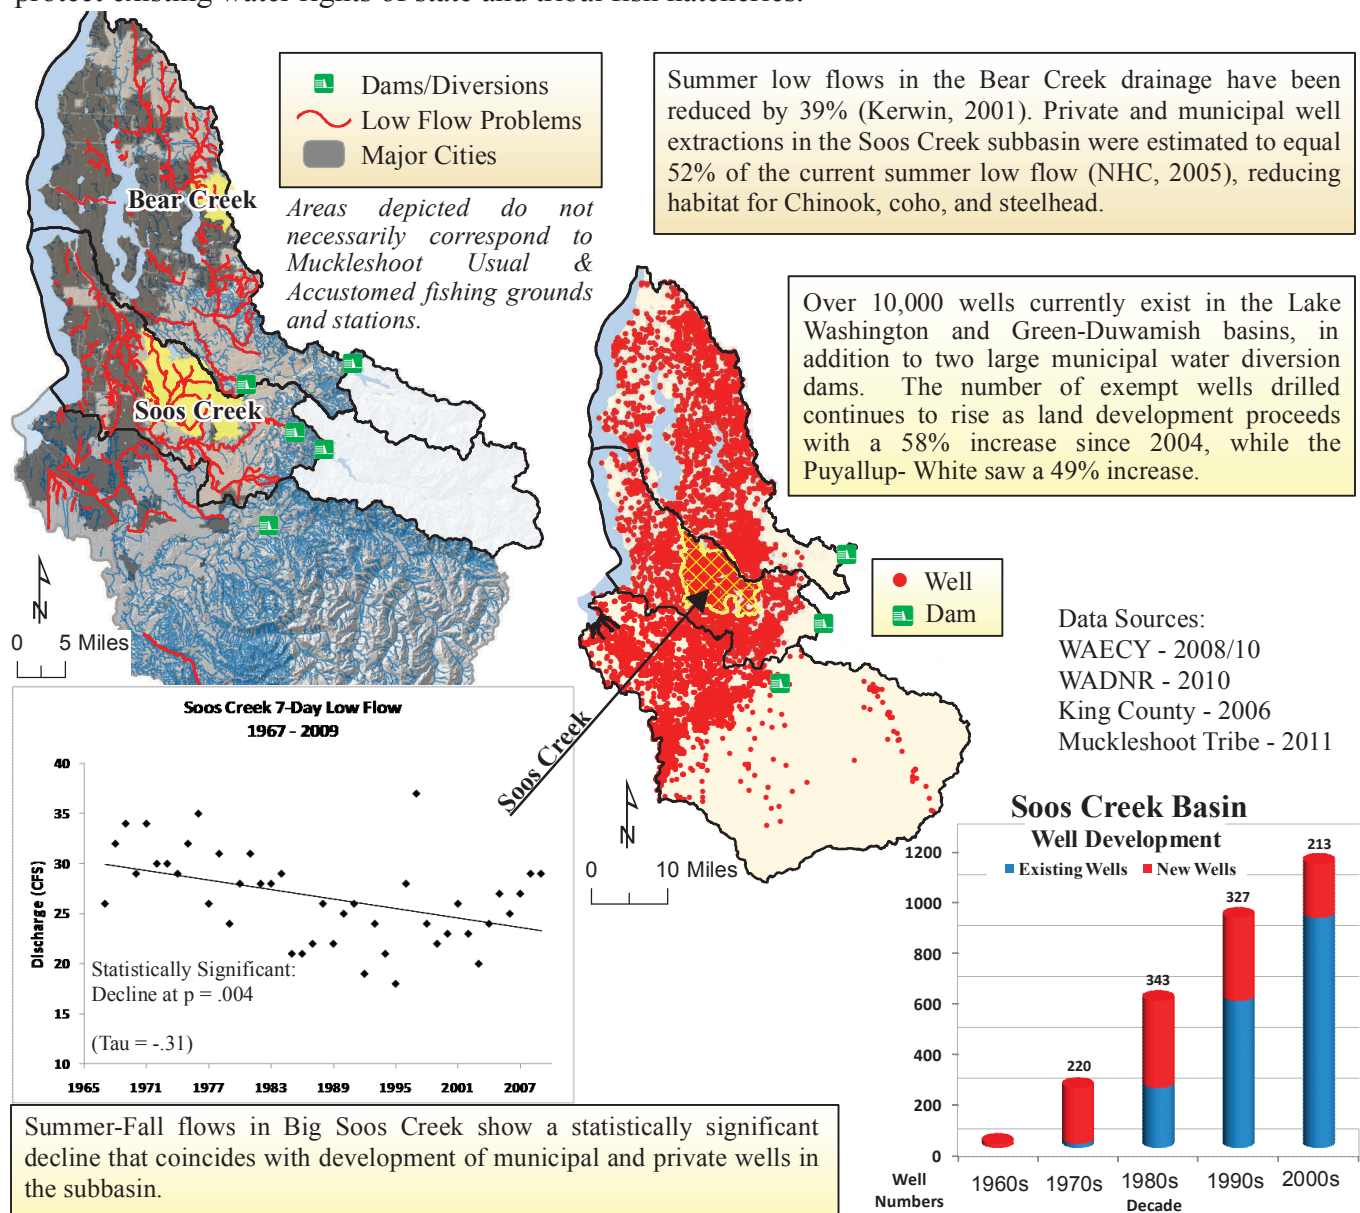 protect existing water rights of state and tribal fish hatcheries.
Dams/Diversions
Low Flow Problems
Major Cities
Bear Creek
Soos Creek
Areas depicted do not
necessarily correspond to
Muckleshoot Usual &
Accustomed fishing grounds
and stations.
N
0 5 Miles
Summer low flows in the Bear Creek drainage have been
reduced by 39% (Kerwin, 2001). Private and municipal well
extractions in the Soos Creek subbasin were estimated to equal
52% of the current summer low flow (NHC, 2005), reducing
habitat for Chinook, coho, and steelhead.
Over 10,000 wells currently exist in the Lake
Washington and Green-Duwamish basins, in
addition to two large municipal water diversion
dams. The number of exempt wells drilled
continues to rise as land development proceeds
with a 58% increase since 2004, while the
Puyallup- White saw a 49% increase.
Well
Dam
Soos Creek
N
0 10 Miles
Data Sources:
WAECY - 2008/10
WADNR - 2010
King County - 2006
Muckleshoot Tribe - 2011
Soos Creek 7-Day Low Flow
1967 - 2009
Discharge (CFS)
40
35
30
25
20
15
10
Statistically Significant:
Decline at p = .004
(Tau = -.31)
1965 1971 1977 1983 1989 1995 2001 2007
Soos Creek Basin
Well Development
Existing Wells New Wells
1200
1000
800
600
400
200
0
220
343
327
213
1960s 1970s 1980s 1990s 2000s
Well
Numbers
Decade
Summer-Fall flows in Big Soos Creek show a statistically significant
decline that coincides with development of municipal and private wells in
the subbasin.